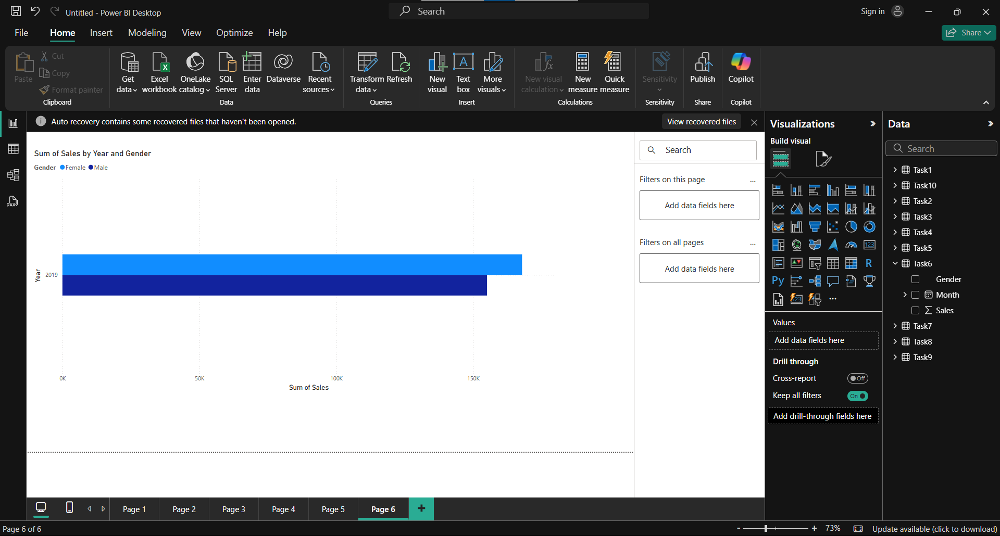 Untitled - Power BI Desktop
Search
Sign in
File
Home
Insert
Modeling
View
Optimize
Help
Share
Paste
Cut
Copy
Format painter
Clipboard
Get data
Excel workbook
OneLake catalog
SQL Server
Enter data
Dataverse
Recent sources
Data
Transform data
Refresh
Queries
New visual
Text box
More visuals
Insert
New visual calculation
New measure
Quick measure
Calculations
Sensitivity
Sensitivity
Publish
Share
Copilot
Copilot
Auto recovery contains some recovered files that haven't been opened.
View recovered files
Sum of Sales by Year and Gender
Gender Female Male
Year
2019
0K
50K
100K
150K
Sum of Sales
Search
Filters on this page
...
Add data fields here
Filters on all pages
...
Add data fields here
Visualizations
Build visual
123
R
Py
123
...
Values
Add data fields here
Drill through
Cross-report
Off
Keep all filters
On
Add drill-through fields here
Data
Search
Task1
Task10
Task2
Task3
Task4
Task5
Task6
Gender
Month
Sales
Task7
Task8
Task9
DAX
Page 1
Page 2
Page 3
Page 4
Page 5
Page 6
+
Page 6 of 6
- + 73%
Update available (click to download)